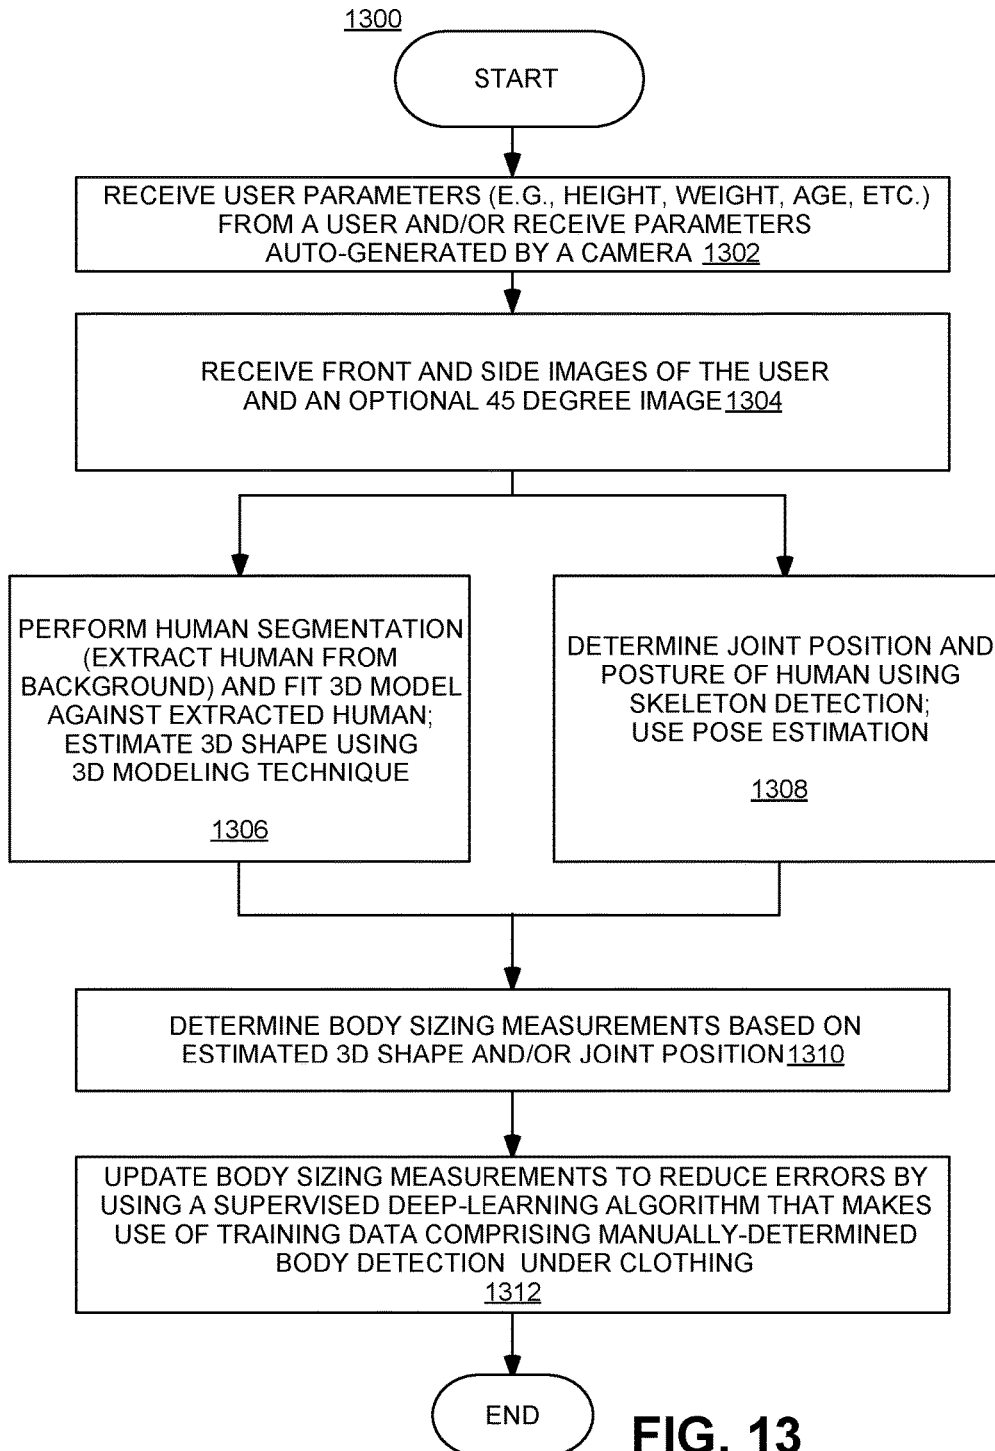 1300
START
RECEIVE USER PARAMETERS (E.G., HEIGHT, WEIGHT, AGE, ETC.)
FROM A USER AND/OR RECEIVE PARAMETERS
AUTO-GENERATED BY A CAMERA 1302
RECEIVE FRONT AND SIDE IMAGES OF THE USER
AND AN OPTIONAL 45 DEGREE IMAGE 1304
PERFORM HUMAN SEGMENTATION
(EXTRACT HUMAN FROM
BACKGROUND) AND FIT 3D MODEL
AGAINST EXTRACTED HUMAN;
ESTIMATE 3D SHAPE USING
3D MODELING TECHNIQUE
1306
DETERMINE JOINT POSITION AND
POSTURE OF HUMAN USING
SKELETON DETECTION;
USE POSE ESTIMATION
1308
DETERMINE BODY SIZING MEASUREMENTS BASED ON
ESTIMATED 3D SHAPE AND/OR JOINT POSITION 1310
UPDATE BODY SIZING MEASUREMENTS TO REDUCE ERRORS BY
USING A SUPERVISED DEEP-LEARNING ALGORITHM THAT MAKES
USE OF TRAINING DATA COMPRISING MANUALLY-DETERMINED
BODY DETECTION UNDER CLOTHING
1312
END
FIG. 13